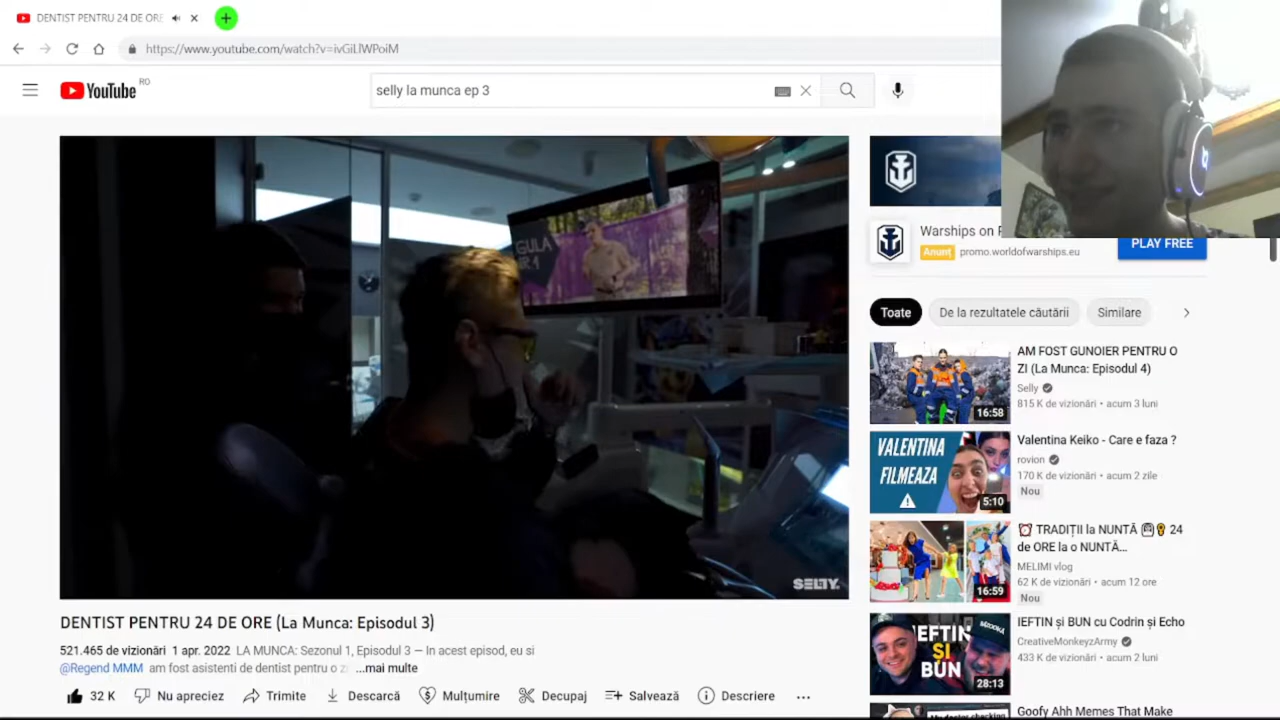 DENTIST PENTRU 24 DE ORE
https://www.youtube.com/watch?v=ivGiLlWPoiM
YouTube RO
selly la munca ep 3
GULA
SELTY.
Warships on
Anunț promo.worldofwarships.eu
PLAY FREE
Toate De la rezultatele căutării Similare
AM FOST GUNOIER PENTRU O
ZI (La Munca: Episodul 4)
Selly
815 K de vizionări • acum 3 luni
16:58
VALENTINA
FILMEAZA
5:10
Valentina Keiko - Care e faza ?
rovion
170 K de vizionări • acum 2 zile
Nou
TRADIȚII la NUNTĂ 24
de ORE la o NUNTĂ...
MELIMI vlog
62 K de vizionări • acum 12 ore
Nou
16:59
IEFTIN
ȘI
BUN
28:13
IEFTIN și BUN cu Codrin și Echo
CreativeMonkeyzArmy
433 K de vizionări • acum 2 luni
Goofy Ahh Memes That Make
My doctor checking
DENTIST PENTRU 24 DE ORE (La Munca: Episodul 3)
521.465 de vizionări 1 apr. 2022 LA MUNCA: Sezonul 1, Episodul 3 — In acest episod, eu si
@Regend MMM am fost asistenti de dentist pentru o zi ...mai mult
32 K Nu apreciez Descarcă Mulțumire Decupaj Salvează Descriere